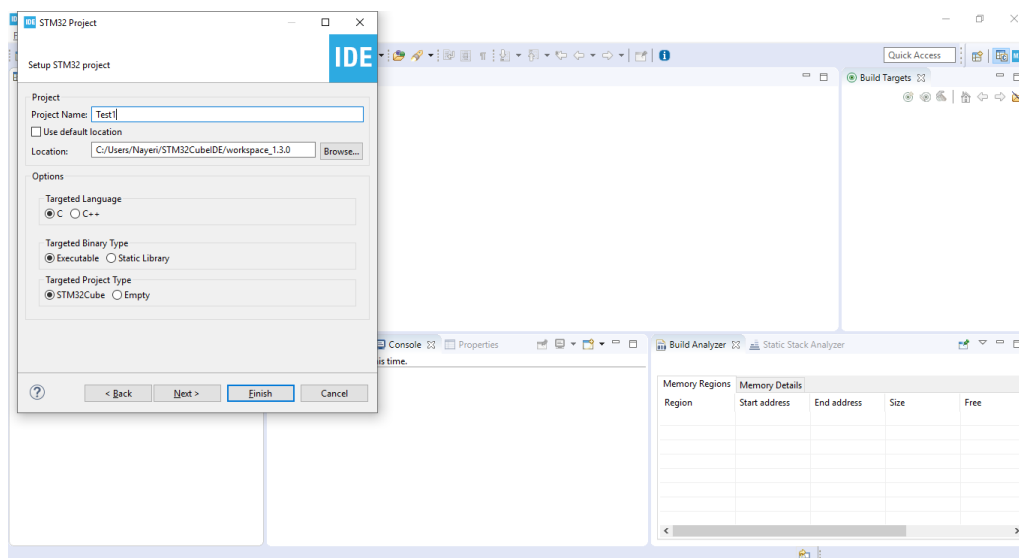 IDE STM32 Project
IDE
Setup STM32 project
Quick Access
Build Targets
Project
Project Name: Test1
Use default location
Location: C:/Users/Nayeri/STM32CubeIDE/workspace_1.3.0 Browse...
Options
Targeted Language
C C++
Targeted Binary Type
Executable Static Library
Targeted Project Type
STM32Cube Empty
? < Back Next > Finish Cancel
Console Properties
is time.
Build Analyzer Static Stack Analyzer
Memory Regions Memory Details
Region Start address End address Size Free